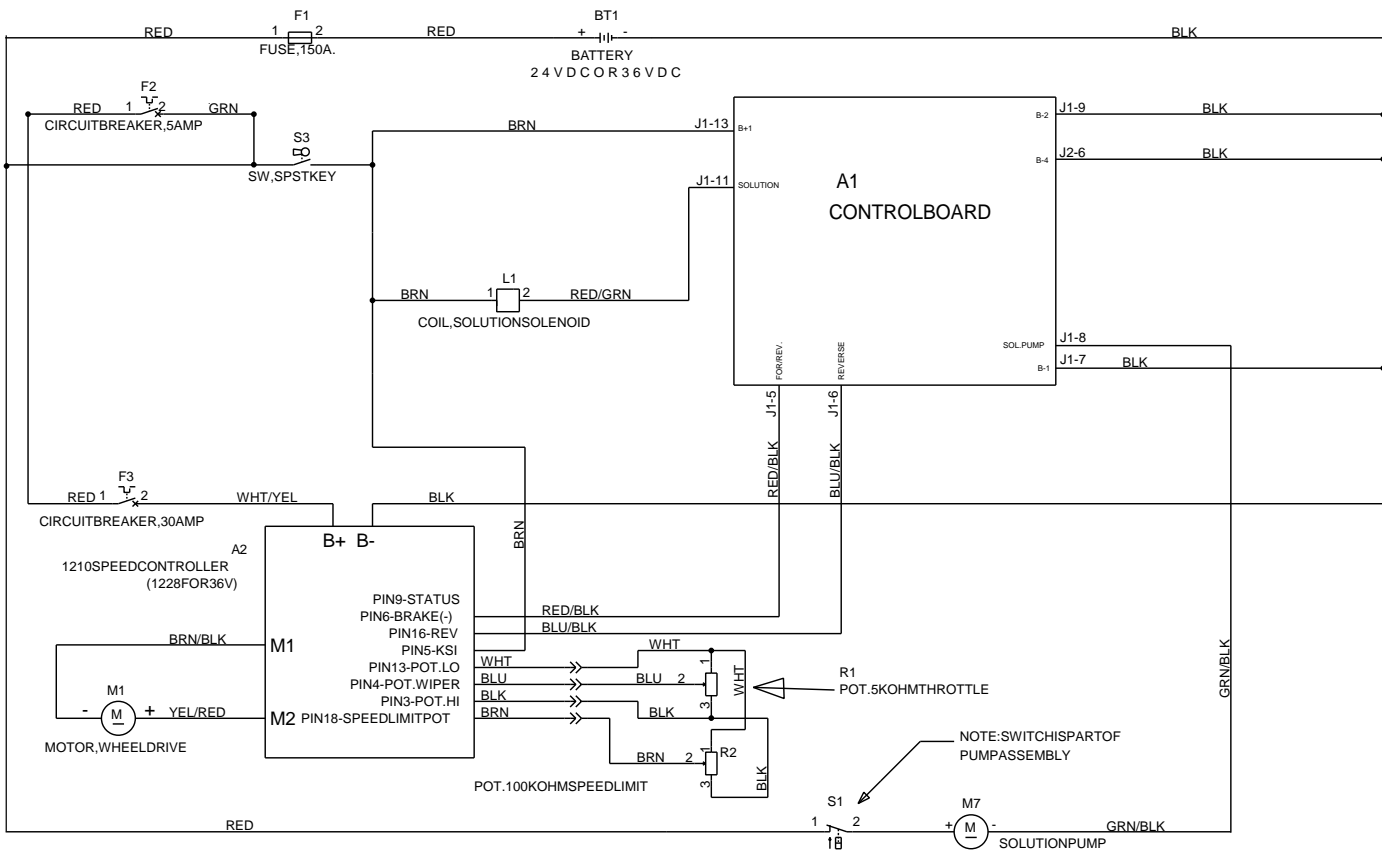 F1
BT1
RED
1
2
RED
+
-
BLK
FUSE,150A.
BATTERY
24VDCOR36VDC
F2
RED
1
2
GRN
CIRCUITBREAKER,5AMP
S3
SW,SPSTKEY
BRN
J1-13
B+1
J1-11
SOLUTION
A1
CONTROLBOARD
B-2
J1-9
BLK
B-4
J2-6
BLK
L1
BRN
1
2
RED/GRN
COIL,SOLUTIONSOLENOID
SOL.PUMP
J1-8
B-1
J1-7
BLK
FOR/REV.
REVERSE
J1-5
J1-6
RED/BLK
BLU/BLK
F3
RED
1
2
WHT/YEL
BLK
CIRCUITBREAKER,30AMP
BRN
A2
1210SPEEDCONTROLLER
(1228FOR36V)
B+
B-
PIN9-STATUS
PIN6-BRAKE(-)
RED/BLK
PIN16-REV
BLU/BLK
PIN5-KSI
PIN13-POT.LO
WHT
WHT
PIN4-POT.WIPER
BLU
BLU
2
1
3
WHT
PIN3-POT.HI
BLK
BLK
PIN18-SPEEDLIMITPOT
BRN
BRN
2
1
3
R2
BLK
BRN/BLK
M1
M1
-
M
+
YEL/RED
M2
MOTOR,WHEELDRIVE
R1
POT.5KOHMTHROTTLE
POT.100KOHMSPEEDLIMIT
GRN/BLK
NOTE:SWITCHISPARTOF
PUMPASSEMBLY
RED
S1
1
2
M7
+
M
-
GRN/BLK
SOLUTIONPUMP